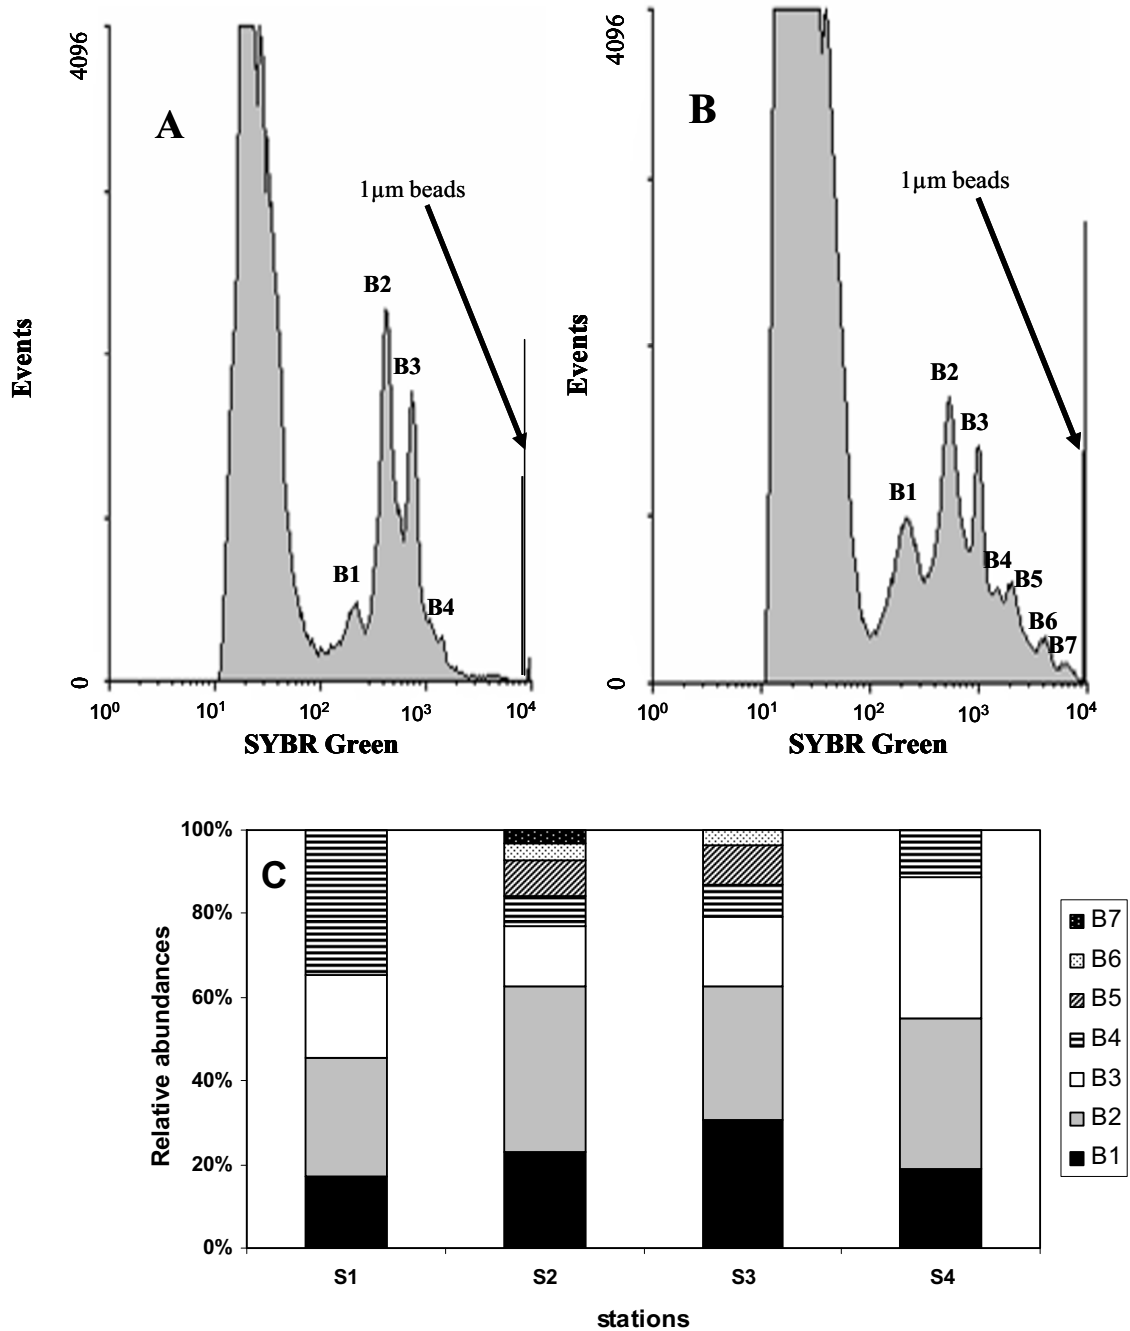 4096
A
1µm beads
B2
B3
B1
B4
Events
0
10⁰ 10¹ 10² 10³ 10⁴
SYBR Green
4096
B
1µm beads
B2
B3
B1
B4
B5
B6
B7
Events
0
10⁰ 10¹ 10² 10³ 10⁴
SYBR Green
C
100%
80%
60%
40%
20%
0%
Relative abundances
S1 S2 S3 S4
stations
B7
B6
B5
B4
B3
B2
B1